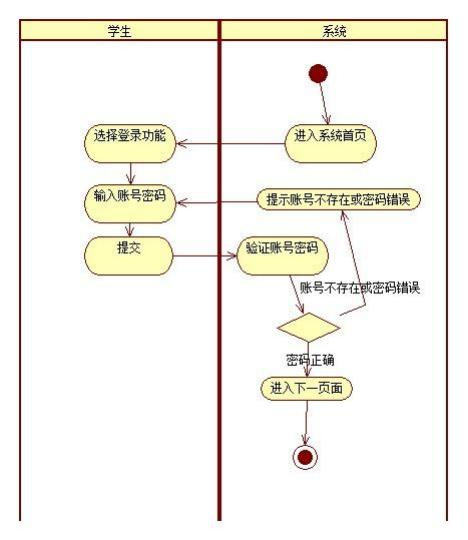 学生
系统
进入系统首页
选择登录功能
输入账号密码
提示账号不存在或密码错误
提交
验证账号密码
账号不存在或密码错误
密码正确
进入下一页面